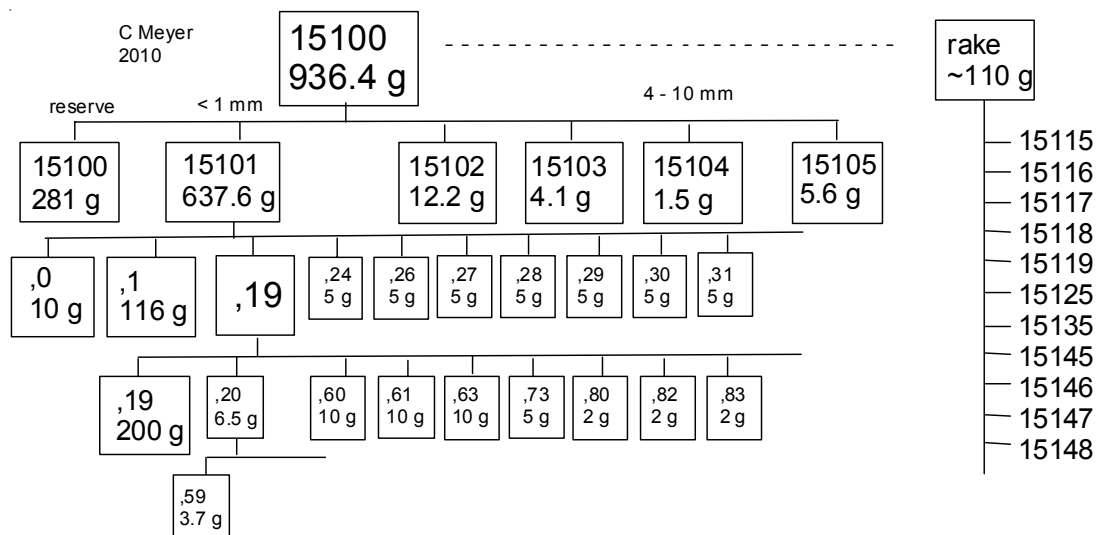 C Meyer
2010
15100
936.4 g
rake
~110 g
reserve
< 1 mm
4 - 10 mm
15100
281 g
15101
637.6 g
15102
12.2 g
15103
4.1 g
15104
1.5 g
15105
5.6 g
,0
10 g
,1
116 g
,19
,24
5 g
,26
5 g
,27
5 g
,28
5 g
,29
5 g
,30
5 g
,31
5 g
,19
200 g
,20
6.5 g
,60
10 g
,61
10 g
,63
10 g
,73
5 g
,80
2 g
,82
2 g
,83
2 g
,59
3.7 g
15115
15116
15117
15118
15119
15125
15135
15145
15146
15147
15148